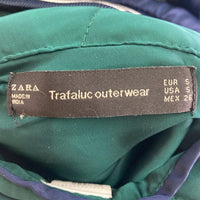 ZARA
MADE IN
INDIA
Trafaluc outerwear
EUR S
USA S
MEX 26